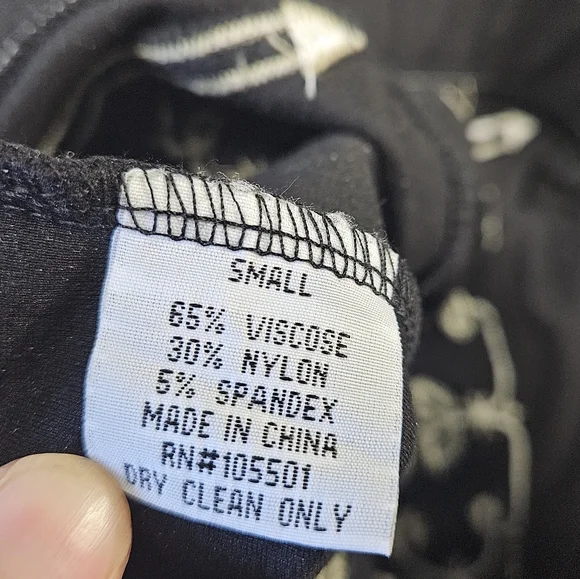 SMALL
65% VISCOSE
30% NYLON
5% SPANDEX
MADE IN CHINA
RN#105501
DRY CLEAN ONLY